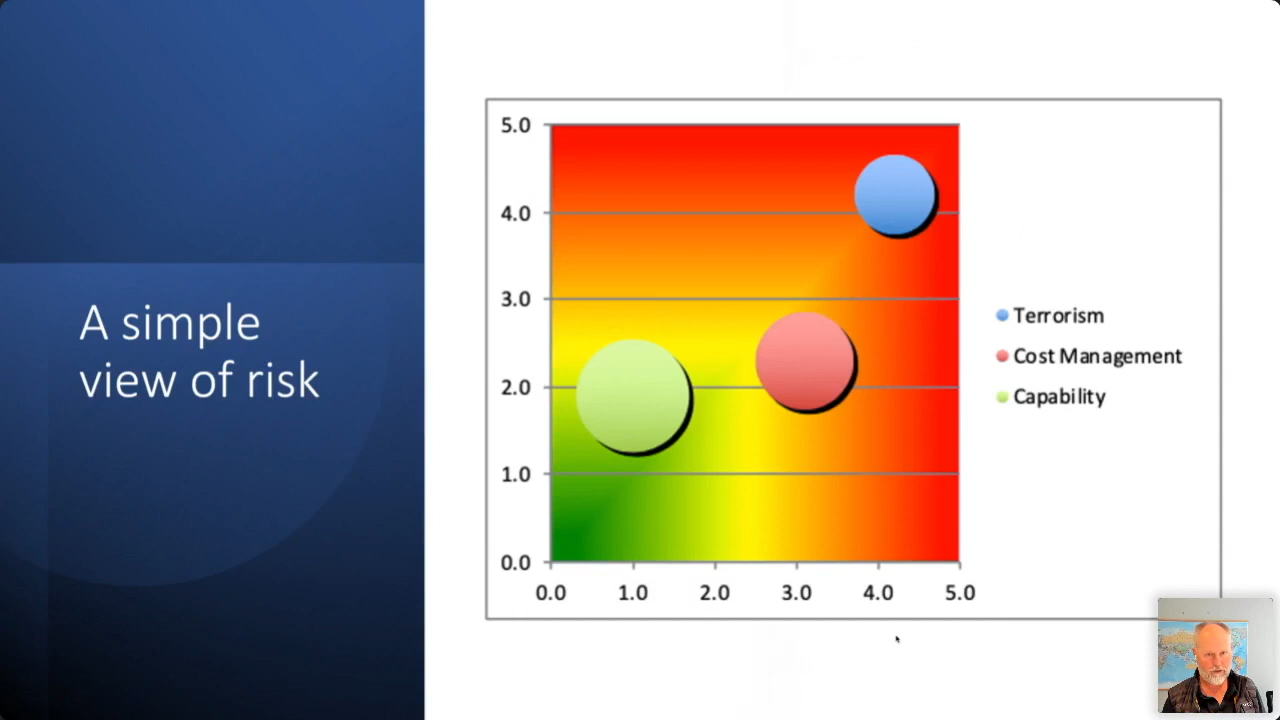 A simple
view of risk
5.0
4.0
3.0
2.0
1.0
0.0
0.0 1.0 2.0 3.0 4.0 5.0
Terrorism
Cost Management
Capability